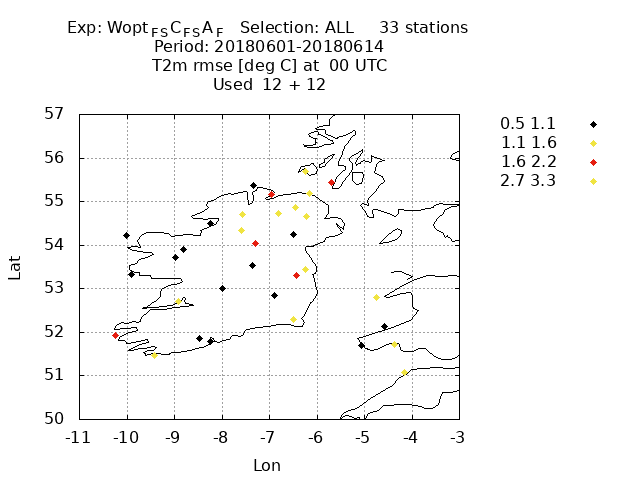 Exp: Wopt FS C FS A F   Selection: ALL     33 stations
Period: 20180601-20180614
T2m rmse [deg C] at  00 UTC
Used  12 + 12
57
56
55
54
53
52
51
50
-11 -10 -9 -8 -7 -6 -5 -4 -3
Lat
Lon
0.5 1.1
1.1 1.6
1.6 2.2
2.7 3.3